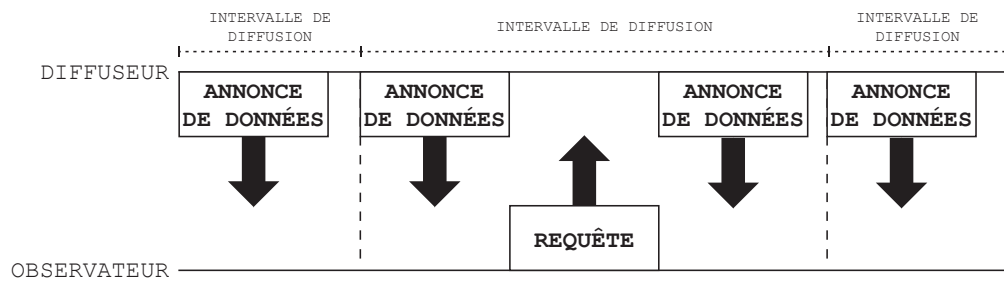 INTERVALLE DE
DIFFUSION
INTERVALLE DE DIFFUSION
INTERVALLE DE
DIFFUSION
DIFFUSEUR
ANNONCE
DE DONNÉES
ANNONCE
DE DONNÉES
ANNONCE
DE DONNÉES
ANNONCE
DE DONNÉES
REQUÊTE
OBSERVATEUR